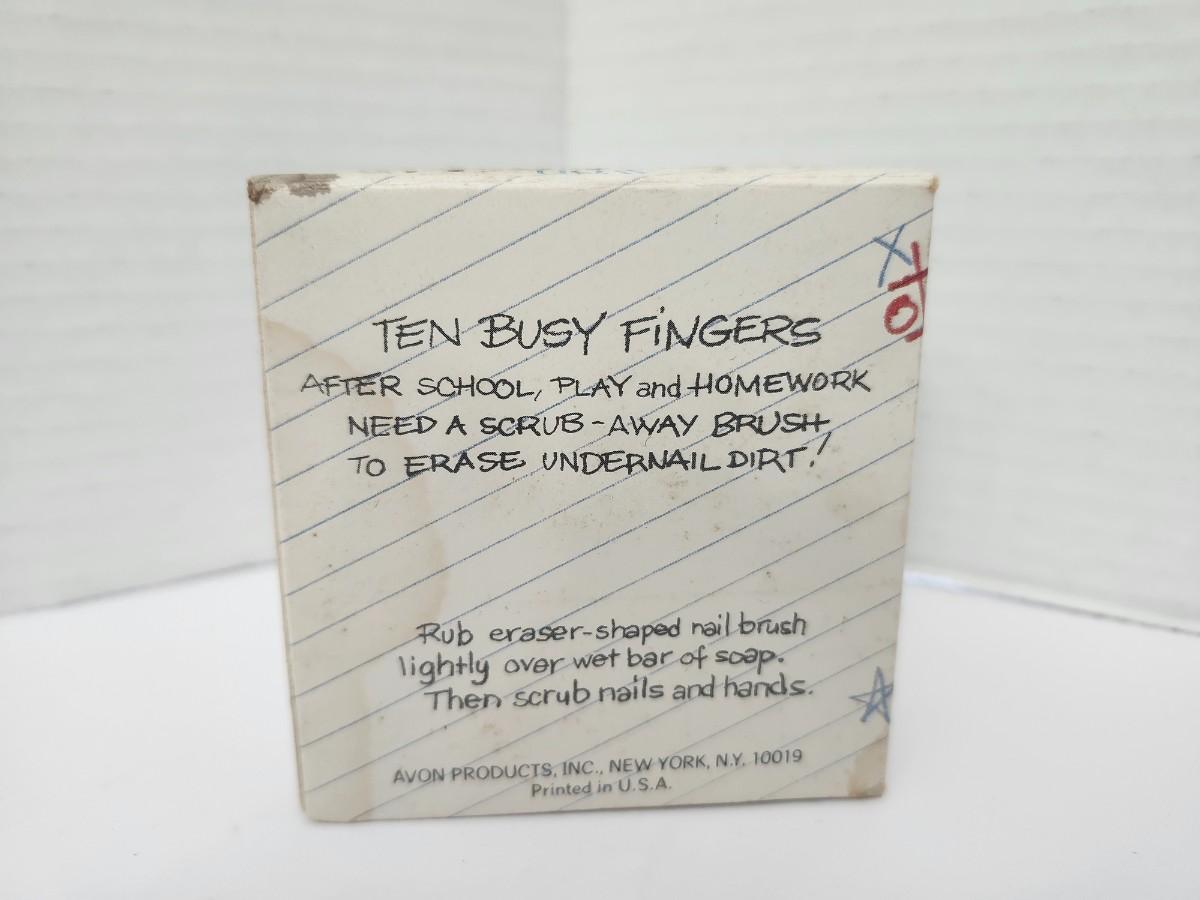 TEN BUSY FiNGERS
AFTER SCHOOL, PLAY and HOMEWORK
NEED A SCRUB-AWAY BRUSH
TO ERASE UNDERNAIL DIRT!
Rub eraser-shaped nail brush
lightly over wet bar of soap.
Then scrub nails and hands.
AVON PRODUCTS, INC., NEW YORK, N.Y. 10019
Printed in U.S.A.